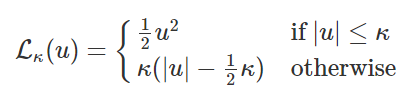 ℒ_κ(u) = { ½u² if |u| ≤ κ
κ(|u| − ½κ) otherwise